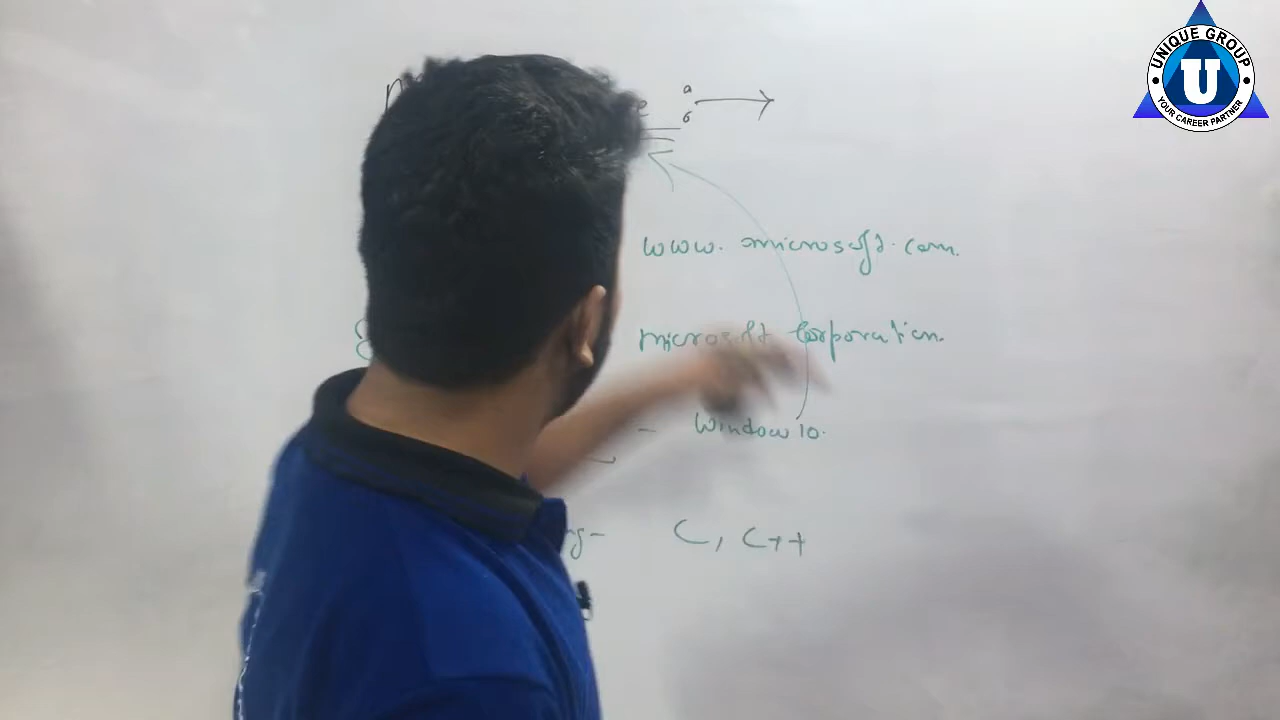 UNIQUE GROUP
U
YOUR CAREER PARTNER
www. microsoft.com.
microsoft Corporation.
- Window 10.
C, C++